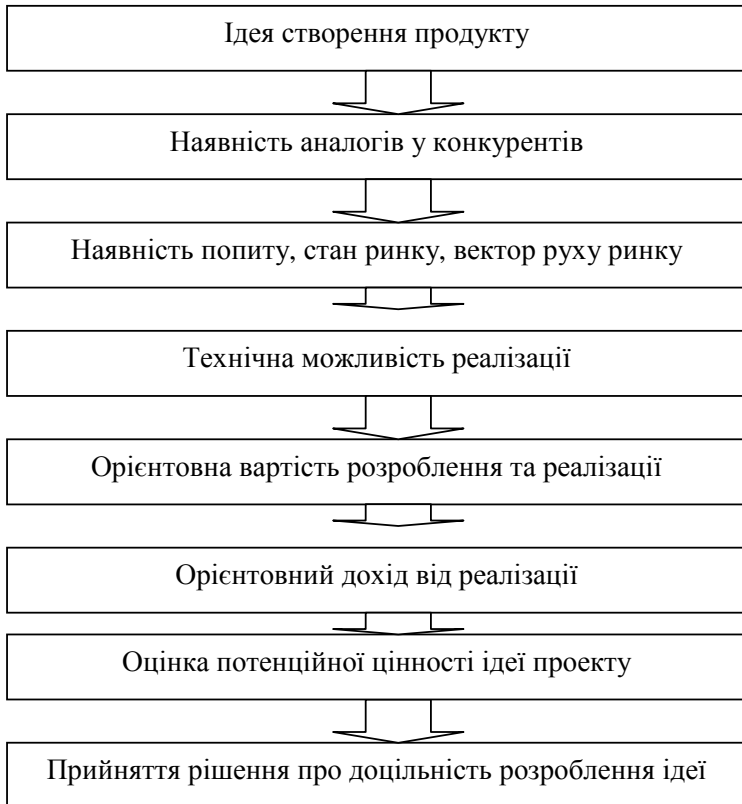 Ідея створення продукту
Наявність аналогів у конкурентів
Наявність попиту, стан ринку, вектор руху ринку
Технічна можливість реалізації
Орієнтовна вартість розроблення та реалізації
Орієнтовний дохід від реалізації
Оцінка потенційної цінності ідеї проекту
Прийняття рішення про доцільність розроблення ідеї